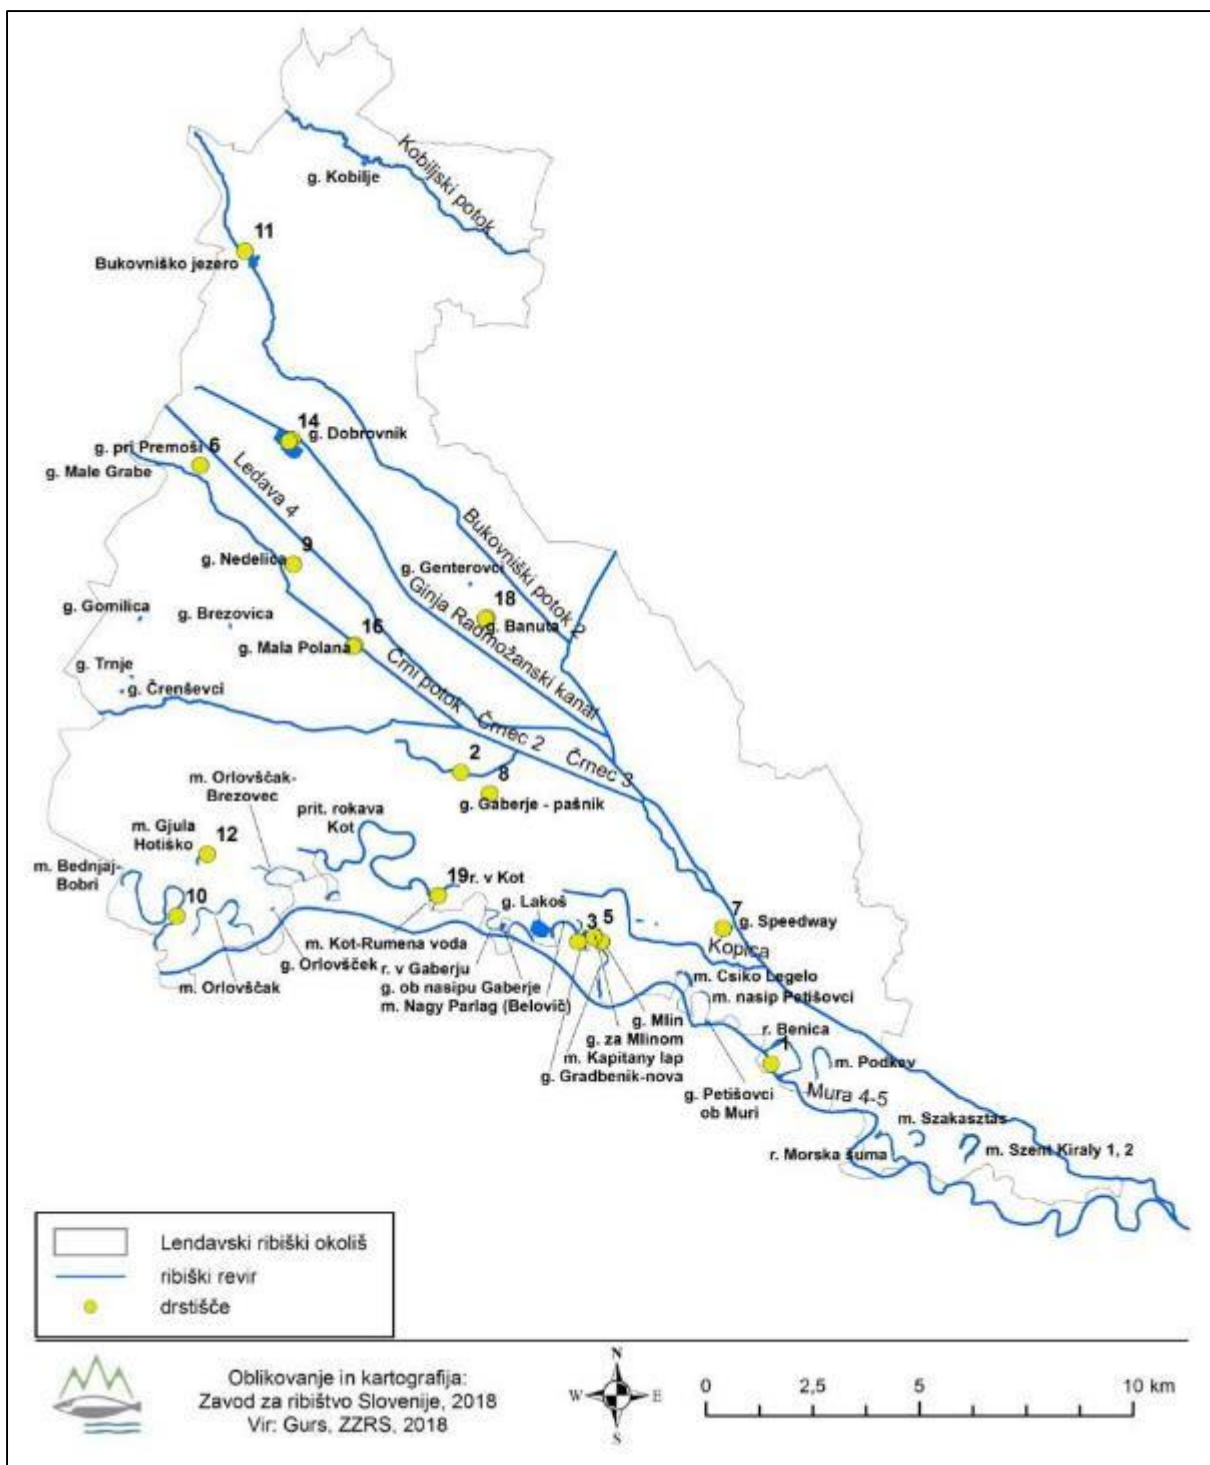 Kobiljski potok
g. Kobilje
11
Bukovniško jezero
14
g. Dobrovnik
g. pri Premoši 6
g. Male Grabe
Ledava 4
9
g. Nedelica
Bukovniški potok 2
g. Genterovci
18
g. Banuta
Ginja Radmožanski kanal
g. Gomilica
g. Brezovica
16
g. Mala Polana
g. Trnje
g. Črenševci
Črni potok
Črnec 2
Črnec 3
2
8
g. Gaberje - pašnik
m. Orlovščak-
Brezovec
prit. rokava
Kot
m. Gjula
Hotiško
12
m. Bednjaj-
Bobri
10
19 r. v Kot
g. Lakoš
3
5
7
g. Speedway
Kopica
m. Kot-Rumena voda
g. Orlovšček
m. Orlovščak
r. v Gaberju
g. ob nasipu Gaberje
m. Nagy Parlag (Belovič)
m. Csiko Legelo
m. nasip Petišovci
g. Mlin
g. za Mlinom
m. Kapitany lap
g. Gradbenik-nova
r. Benica
1
m. Podkev
g. Petišovci
ob Muri
Mura 4-5
m. Szakasztas
r. Morska šuma
m. Szent Kiraly 1, 2
Lendavski ribiški okoliš
ribiški revir
drstišče
Oblikovanje in kartografija:
Zavod za ribištvo Slovenije, 2018
Vir: Gurs, ZZRS, 2018
N
W
E
S
0
2,5
5
10 km